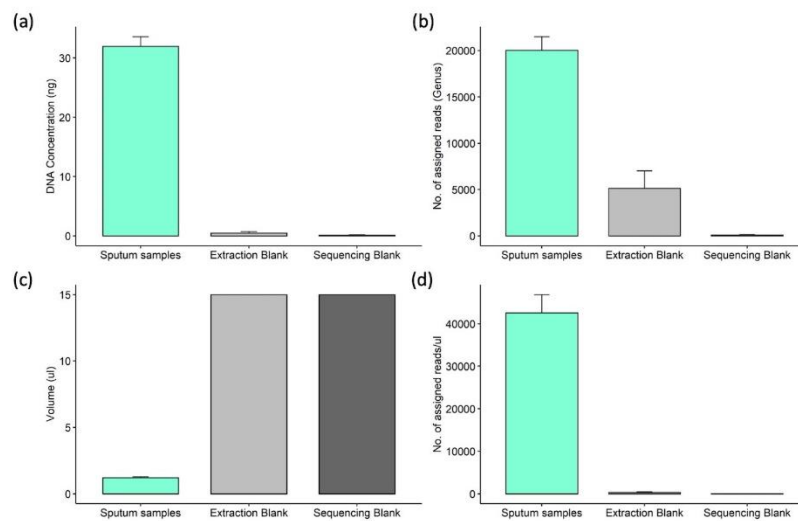 (a)
DNA Concentration (ng)
30
20
10
0
Sputum samples Extraction Blank Sequencing Blank
(b)
No. of assigned reads (Genus)
20000
15000
10000
5000
0
Sputum samples Extraction Blank Sequencing Blank
(c)
Volume (ul)
15
10
5
0
Sputum samples Extraction Blank Sequencing Blank
(d)
No. of assigned reads/ul
40000
30000
20000
10000
0
Sputum samples Extraction Blank Sequencing Blank